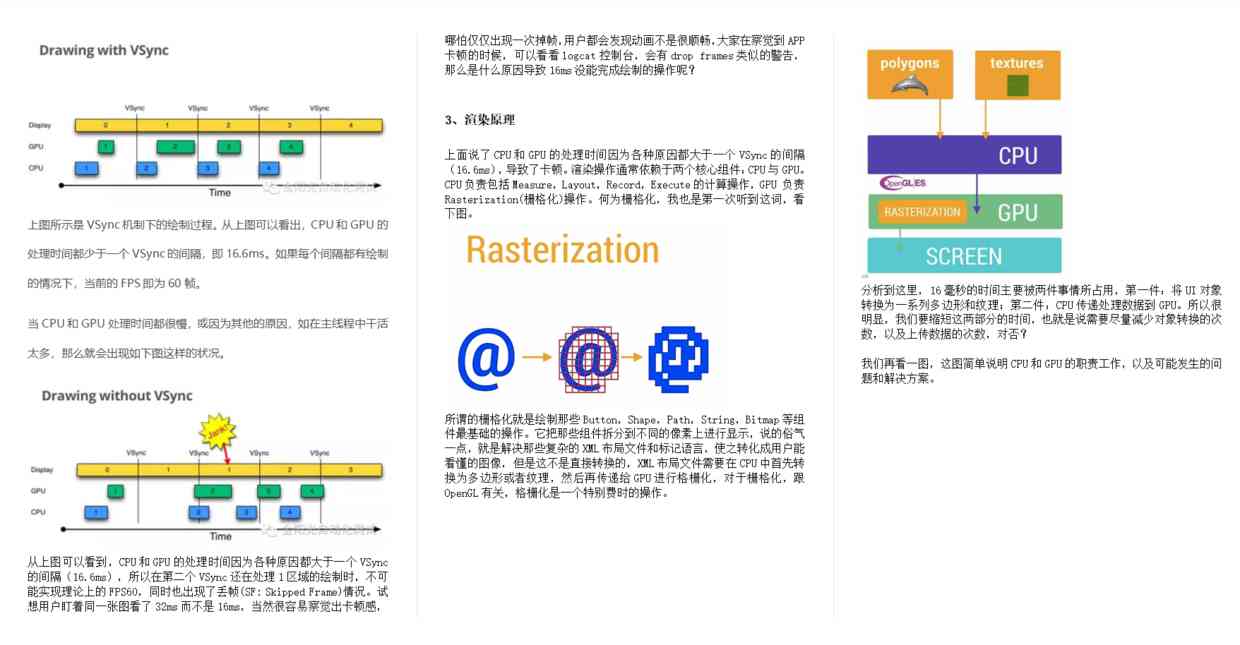 Drawing with VSync
VSync VSync VSync VSync
Display 0 1 2 3 4
GPU 1 2 3 4
CPU 1 2 3 4
Time
上图所示是 VSync 机制下的绘制过程。从上图可以看出，CPU 和 GPU 的
处理时间都少于一个 VSync 的间隔，即 16.6ms。如果每个间隔都有绘制
的情况下，当前的 FPS 即为 60 帧。
当 CPU 和 GPU 处理时间都很慢，或因为其他的原因，如在主线程中干活
太多，那么就会出现如下图这样的状况。
Drawing without VSync
Jank!
VSync VSync VSync VSync
Display 0 1 1 2 3
GPU 1 2 3 4
CPU 1 2 3 4
Time
从上图可以看到，CPU 和 GPU 的处理时间因为各种原因都大于一个 VSync
的间隔（16.6ms），所以在第二个 VSync 还在处理 1 区域的绘制时，不可
能实现理论上的 FPS60，同时也出现了丢帧(SF: Skipped Frame)情况。试
想用户盯着同一张图看了 32ms 而不是 16ms，当然很容易察觉出卡顿感，
哪怕仅仅出现一次掉帧，用户都会发现动画不是很顺畅，大家在察觉到 APP
卡顿的时候，可以看看 logcat 控制台，会有 drop frames 类似的警告，
那么是什么原因导致 16ms 没能完成绘制的操作呢？
3、渲染原理
上面说了 CPU 和 GPU 的处理时间因为各种原因都大于一个 VSync 的间隔
（16.6ms），导致了卡顿。渲染操作通常依赖于两个核心组件：CPU 与 GPU。
CPU 负责包括 Measure，Layout，Record，Execute 的计算操作，GPU 负责
Rasterization(栅格化)操作。何为栅格化，我也是第一次听到这词，看
下图。
Rasterization
@ @ @
所谓的栅格化就是绘制那些 Button，Shape，Path，String，Bitmap 等组
件最基础的操作。它把那些组件拆分到不同的像素上进行显示，说的俗气
一点，就是解决那些复杂的 XML 布局文件和标记语言，使之转化成用户能
看懂的图像，但是这不是直接转换的，XML 布局文件需要在 CPU 中首先转
换为多边形或者纹理，然后再传递给 GPU 进行格栅化，对于栅格化，跟
OpenGL 有关，格栅化是一个特别费时的操作。
polygons textures
CPU
OpenGL|ES
RASTERIZATION GPU
SCREEN
分析到这里，16 毫秒的时间主要被两件事情所占用，第一件：将 UI 对象
转换为一系列多边形和纹理；第二件：CPU 传递处理数据到 GPU。所以很
明显，我们要缩短这两部分的时间，也就是说需要尽量减少对象转换的次
数，以及上传数据的次数，对否？
我们再看一图，这图简单说明 CPU 和 GPU 的职责工作，以及可能发生的问
题和解决方案。